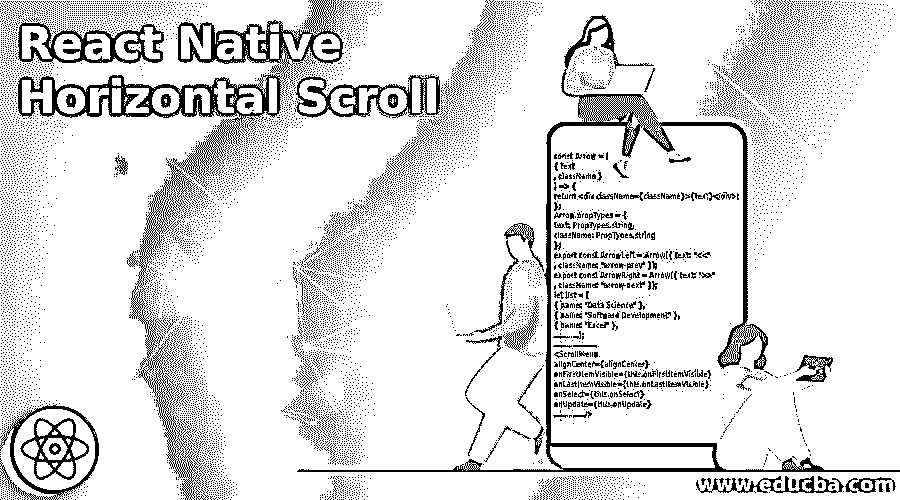 React Native
Horizontal Scroll
const Arrow = (
{ text
, className }
) => {
return <div className={className}>{text}</div>;
};
Arrow.propTypes = {
text: PropTypes.string,
className: PropTypes.string
};
export const ArrowLeft = Arrow({ text: "<<"
, className: "arrow-prev" });
export const ArrowRight = Arrow({ text: ">>"
, className: "arrow-next" });
let list = [
{ name: "Data Science" },
{ name: "Software Development" },
{ name: "Excel" },
<ScrollMenu
alignCenter={alignCenter}
onFirstItemVisible={this.onFirstItemVisible}
onLastItemVisible={this.onLastItemVisible}
onSelect={this.onSelect}
onUpdate={this.onUpdate}
www.educba.com